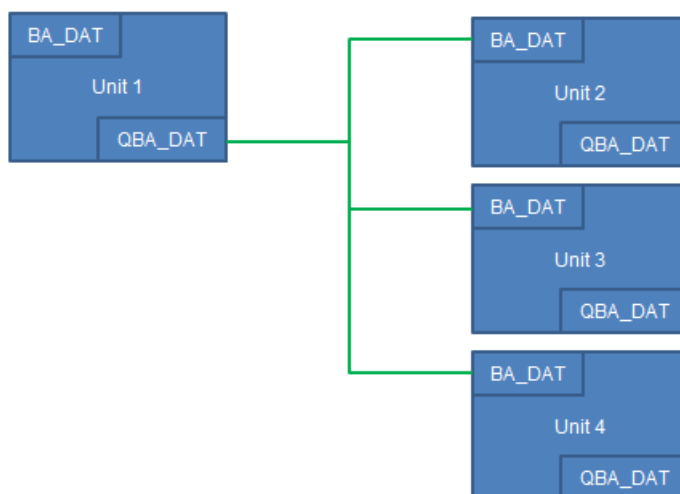 BA_DAT
Unit 1
QBA_DAT
BA_DAT
Unit 2
QBA_DAT
BA_DAT
Unit 3
QBA_DAT
BA_DAT
Unit 4
QBA_DAT